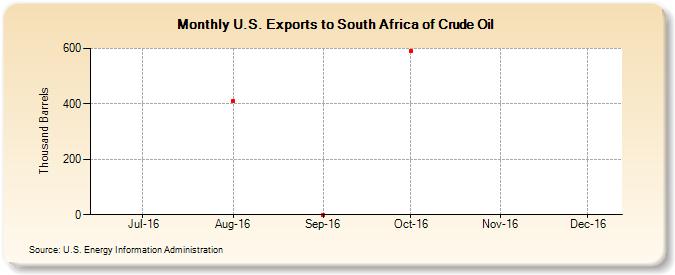 Monthly U.S. Exports to South Africa of Crude Oil
Thousand Barrels
600
400
200
0
Jul-16 Aug-16 Sep-16 Oct-16 Nov-16 Dec-16
Source: U.S. Energy Information Administration